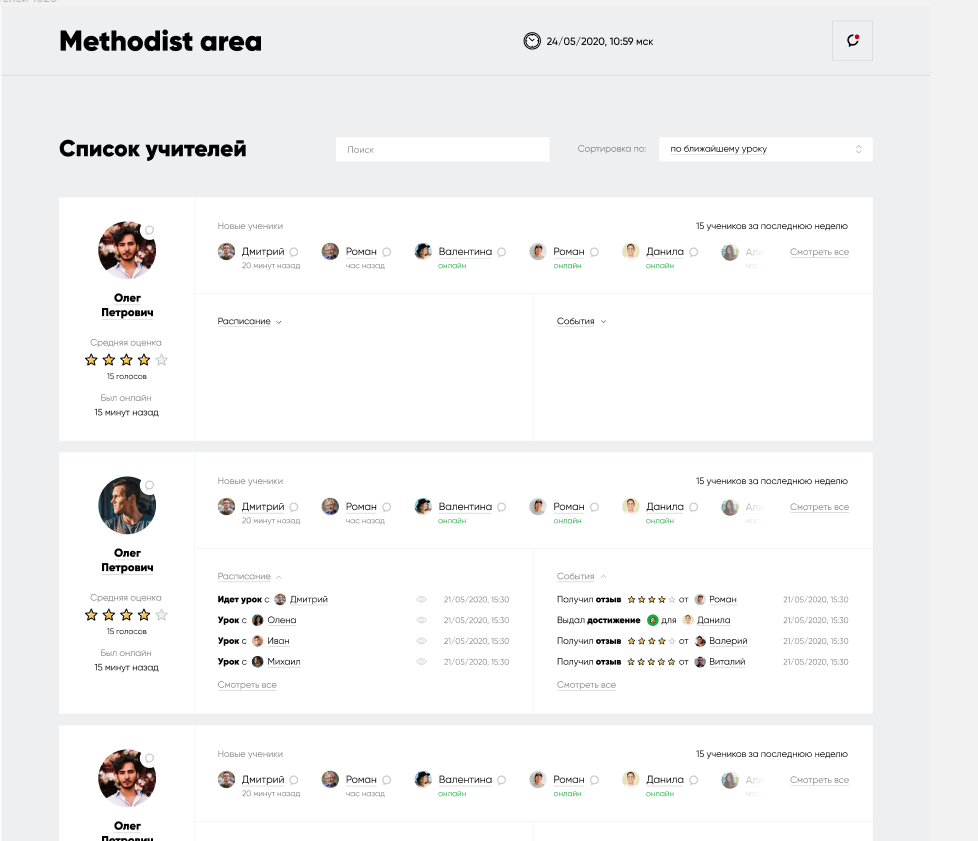 Methodist area
24/05/2020, 10:59 мск
Список учителей
Поиск
Сортировка по:
по ближайшему уроку
Новые ученики
15 учеников за последнюю неделю
Дмитрий
Роман
Валентина
Роман
Данила
Смотреть все
20 минут назад
час назад
онлайн
онлайн
онлайн
Олег
Петрович
Средняя оценка
15 голосов
Был онлайн
15 минут назад
Расписание
События
Новые ученики
15 учеников за последнюю неделю
Дмитрий
Роман
Валентина
Роман
Данила
Смотреть все
20 минут назад
час назад
онлайн
онлайн
онлайн
Олег
Петрович
Средняя оценка
15 голосов
Был онлайн
15 минут назад
Расписание
Идет урок с Дмитрий 21/05/2020, 15:30
Урок с Олена 21/05/2020, 15:30
Урок с Иван 21/05/2020, 15:30
Урок с Михаил 21/05/2020, 15:30
Смотреть все
События
Получил отзыв от Роман 21/05/2020, 15:30
Выдал достижение для Данила 21/05/2020, 15:30
Получил отзыв от Валерий 21/05/2020, 15:30
Получил отзыв от Виталий 21/05/2020, 15:30
Смотреть все
Новые ученики
15 учеников за последнюю неделю
Дмитрий
Роман
Валентина
Роман
Данила
Смотреть все
20 минут назад
час назад
онлайн
онлайн
онлайн
Олег
Петрович